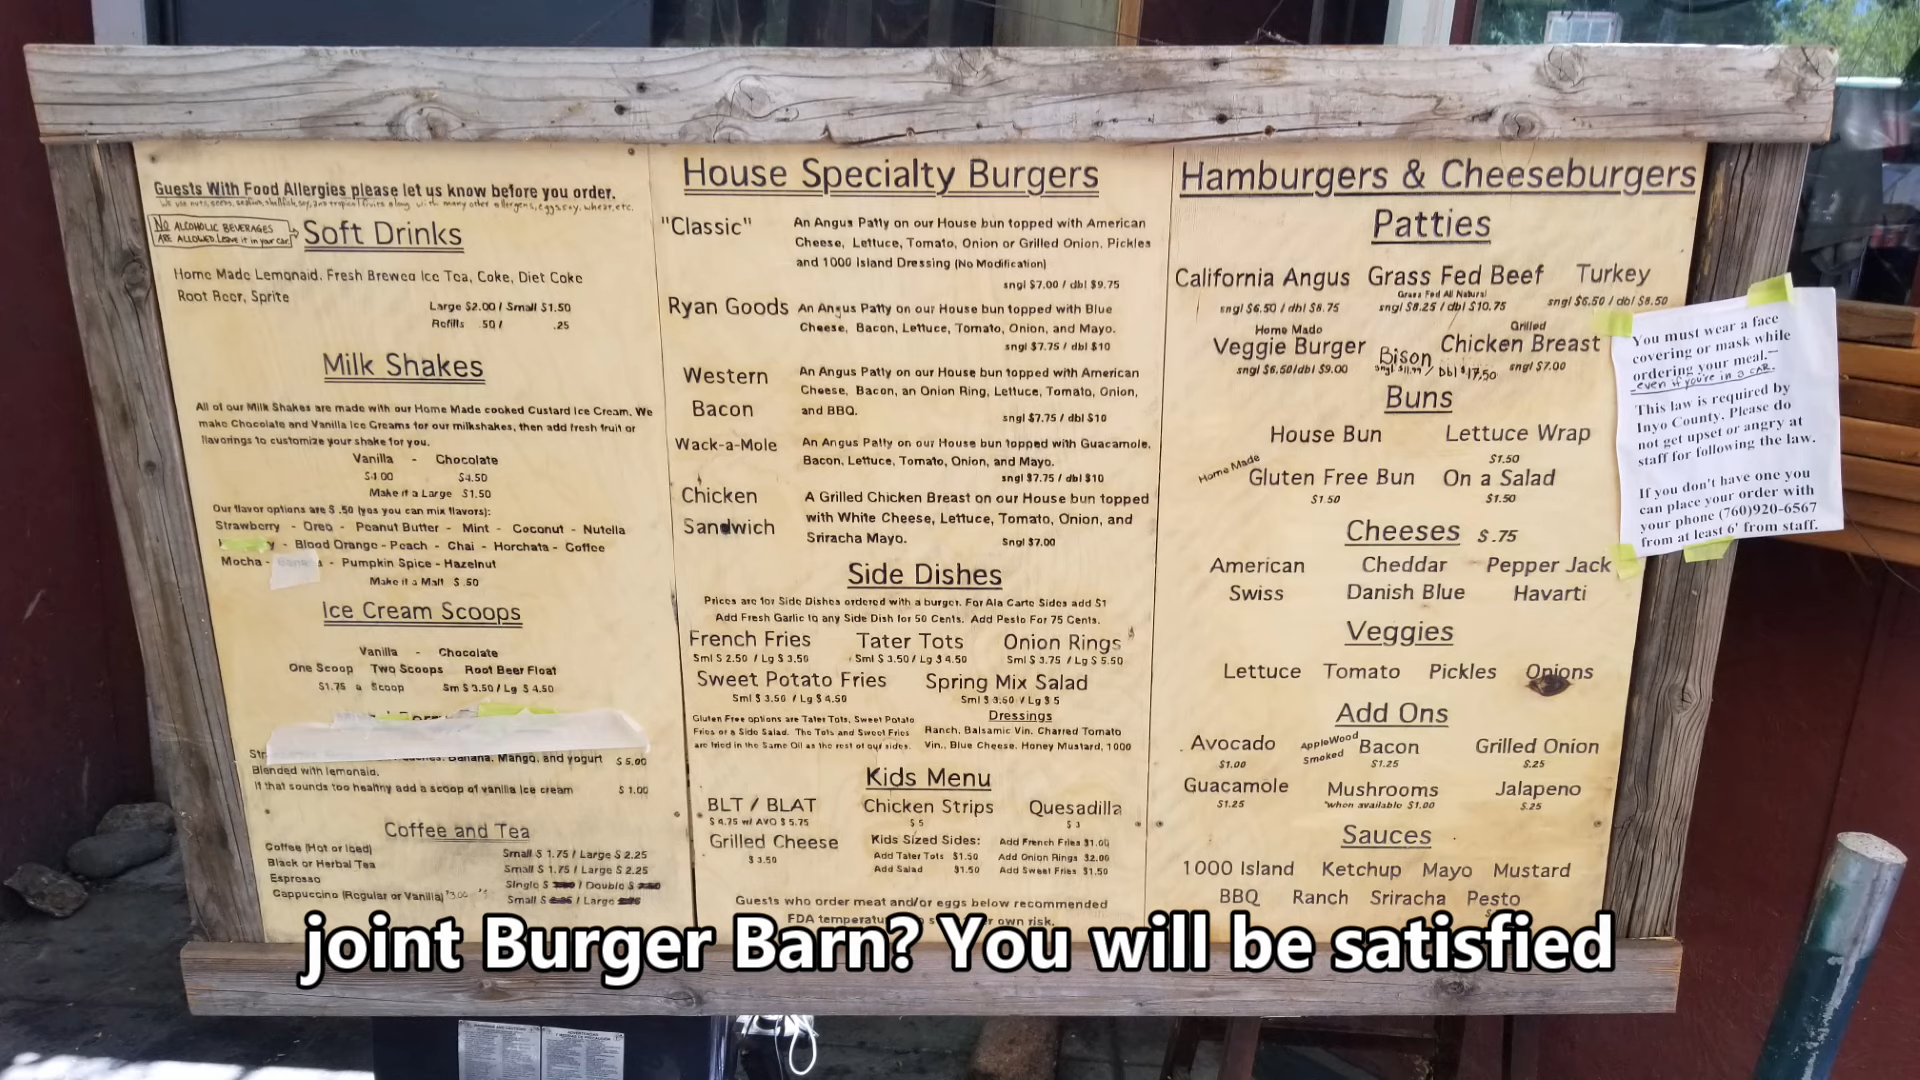 Guests With Food Allergies please let us know before you order.
NO ALCOHOLIC BEVERAGES
ARE ALLOWED. Leave it in your car
Soft Drinks
Home Made Lemonaid, Fresh Brewed Ice Tea, Coke, Diet Coke
Root Beer, Sprite
Large $2.00 / Small $1.50
Refills .50 / .25
Milk Shakes
All of our Milk Shakes are made with our Home Made cooked Custard Ice Cream. We
make Chocolate and Vanilla Ice Creams for our milkshakes, then add fresh fruit or
flavorings to customize your shake for you.
Vanilla - Chocolate
$4.50
Make it a Large $1.50
Our flavor options are $ .50 (yes you can mix flavors):
Strawberry - Oreo - Peanut Butter - Mint - Coconut - Nutella
- Blood Orange - Peach - Chai - Horchata - Coffee
Mocha - - Pumpkin Spice - Hazelnut
Make it a Malt $ .50
Ice Cream Scoops
Vanilla - Chocolate
One Scoop Two Scoops Root Beer Float
$1.75 a Scoop Sm $ 3.50 / Lg $ 4.50
Banana, Mango, and yogurt $ 5.00
Blended with lemonaid.
If that sounds too healthy add a scoop of vanilla ice cream $ 1.00
Coffee and Tea
Coffee (Hot or Iced) Small $ 1.75 / Large $ 2.25
Black or Herbal Tea Small $ 1.75 / Large $ 2.25
Espresso Single $ / Double $
Cappuccino (Regular or Vanilla) $3.00 Small $ / Large
House Specialty Burgers
"Classic" An Angus Patty on our House bun topped with American
Cheese, Lettuce, Tomato, Onion or Grilled Onion, Pickles
and 1000 Island Dressing (No Modification)
sngl $7.00 / dbl $9.75
Ryan Goods An Angus Patty on our House bun topped with Blue
Cheese, Bacon, Lettuce, Tomato, Onion, and Mayo.
sngl $7.75 / dbl $10
Western Bacon An Angus Patty on our House bun topped with American
Cheese, Bacon, an Onion Ring, Lettuce, Tomato, Onion,
and BBQ.
sngl $7.75 / dbl $10
Wack-a-Mole An Angus Patty on our House bun topped with Guacamole,
Bacon, Lettuce, Tomato, Onion, and Mayo.
sngl $7.75 / dbl $10
Chicken Sandwich A Grilled Chicken Breast on our House bun topped
with White Cheese, Lettuce, Tomato, Onion, and
Sriracha Mayo.
Sngl $7.00
Side Dishes
Prices are for Side Dishes ordered with a burger. For Ala Carte Sides add $1
Add Fresh Garlic to any Side Dish for 50 Cents. Add Pesto For 75 Cents.
French Fries Tater Tots Onion Rings
Sml $ 2.50 / Lg $ 3.50 Sml $ 3.50 / Lg $ 4.50 Sml $ 3.75 / Lg $ 5.50
Sweet Potato Fries Spring Mix Salad
Sml $ 3.50 / Lg $ 4.50 Sml $ 3.50 / Lg $ 5
Gluten Free options are Tater Tots, Sweet Potato
Fries or a Side Salad. The Tots and Sweet Fries
are fried in the Same Oil as the rest of our sides.
Dressings
Ranch, Balsamic Vin, Charred Tomato
Vin., Blue Cheese, Honey Mustard, 1000
Kids Menu
BLT / BLAT Chicken Strips Quesadilla
$ 4.75 w/ AVO $ 5.75 $ 5 $ 3
Grilled Cheese
$ 3.50
Kids Sized Sides: Add French Fries $1.00
Add Tater Tots $1.50 Add Onion Rings $2.00
Add Salad $1.50 Add Sweet Fries $1.50
Guests who order meat and/or eggs below recommended
FDA own risk.
Hamburgers & Cheeseburgers
Patties
California Angus Grass Fed Beef Turkey
Grass Fed All Natural
sngl $6.50 / dbl $8.75 sngl $8.25 / dbl $10.75 sngl $6.50 / dbl $8.50
Home Made Grilled
Veggie Burger Bison Chicken Breast
sngl $6.50/dbl $9.00 sngl $11.99 / Dbl $17.50 sngl $7.00
Buns
House Bun Lettuce Wrap
$1.50
Home Made Gluten Free Bun On a Salad
$1.50 $1.50
Cheeses $.75
American Cheddar Pepper Jack
Swiss Danish Blue Havarti
Veggies
Lettuce Tomato Pickles Onions
Add Ons
Avocado AppleWood Smoked Bacon Grilled Onion
$1.00 $1.25 $.25
Guacamole Mushrooms Jalapeno
$1.25 *when available $1.00 $.25
Sauces
1000 Island Ketchup Mayo Mustard
BBQ Ranch Sriracha Pesto
You must wear a face
covering or mask while
ordering your meal.
even if you're in a car.
This law is required by
Inyo County. Please do
not get upset or angry at
staff for following the law.
If you don't have one you
can place your order with
your phone (760)920-6567
from at least 6' from staff.
joint Burger Barn? You will be satisfied